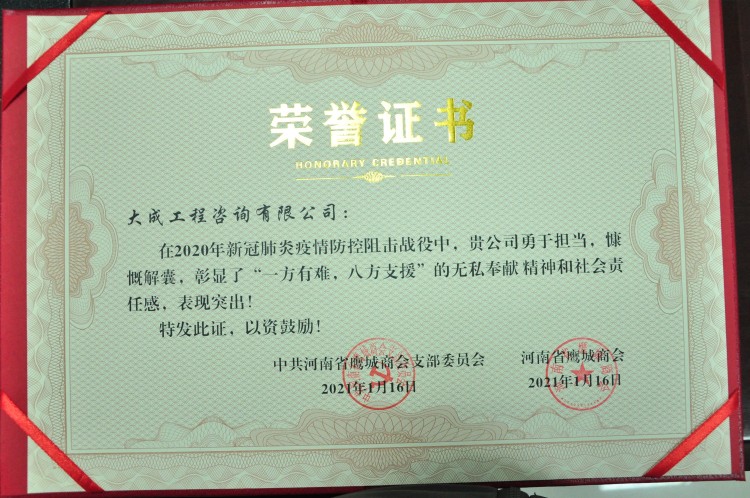 荣誉证书
HONORARY CREDENTIAL
大成工程咨询有限公司：
在2020年新冠肺炎疫情防控阻击战役中，贵公司勇于担当，慷
慨解囊，彰显了“一方有难，八方支援”的无私奉献精神和社会责
任感，表现突出！
特发此证，以资鼓励！
中共河南省鹰城商会支部委员会 河南省鹰城商会
2021年1月16日 2021年1月16日